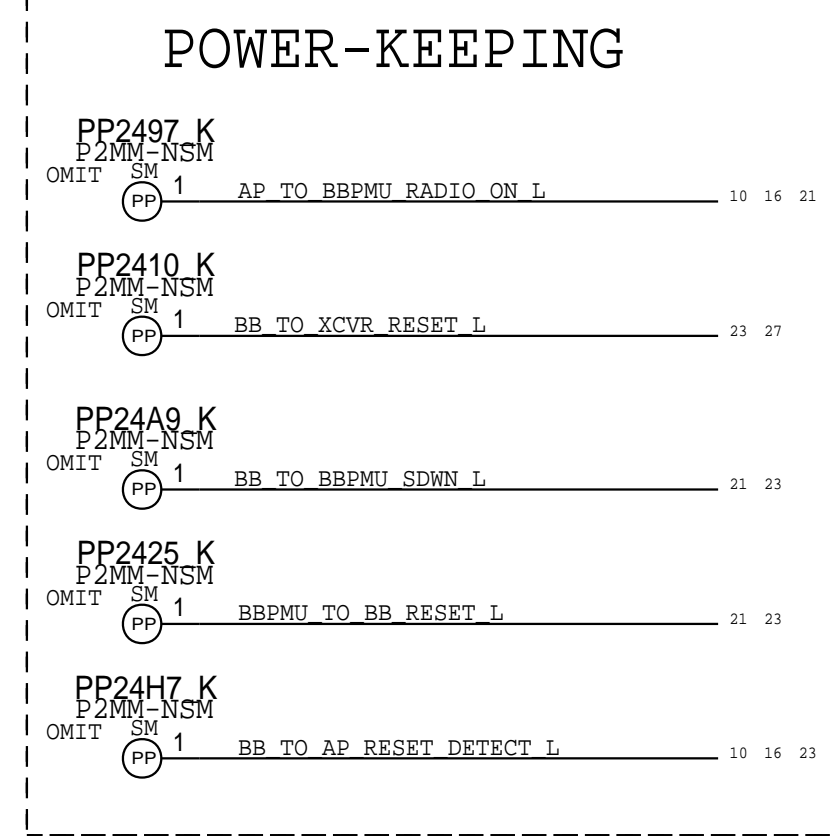 POWER-KEEPING
PP2497_K
P2MM-NSM
OMIT SM
PP 1 AP_TO_BBPMU_RADIO_ON_L 10 16 21
PP2410_K
P2MM-NSM
OMIT SM
PP 1 BB_TO_XCVR_RESET_L 23 27
PP24A9_K
P2MM-NSM
OMIT SM
PP 1 BB_TO_BBPMU_SDWN_L 21 23
PP2425_K
P2MM-NSM
OMIT SM
PP 1 BBPMU_TO_BB_RESET_L 21 23
PP24H7_K
P2MM-NSM
OMIT SM
PP 1 BB_TO_AP_RESET_DETECT_L 10 16 23